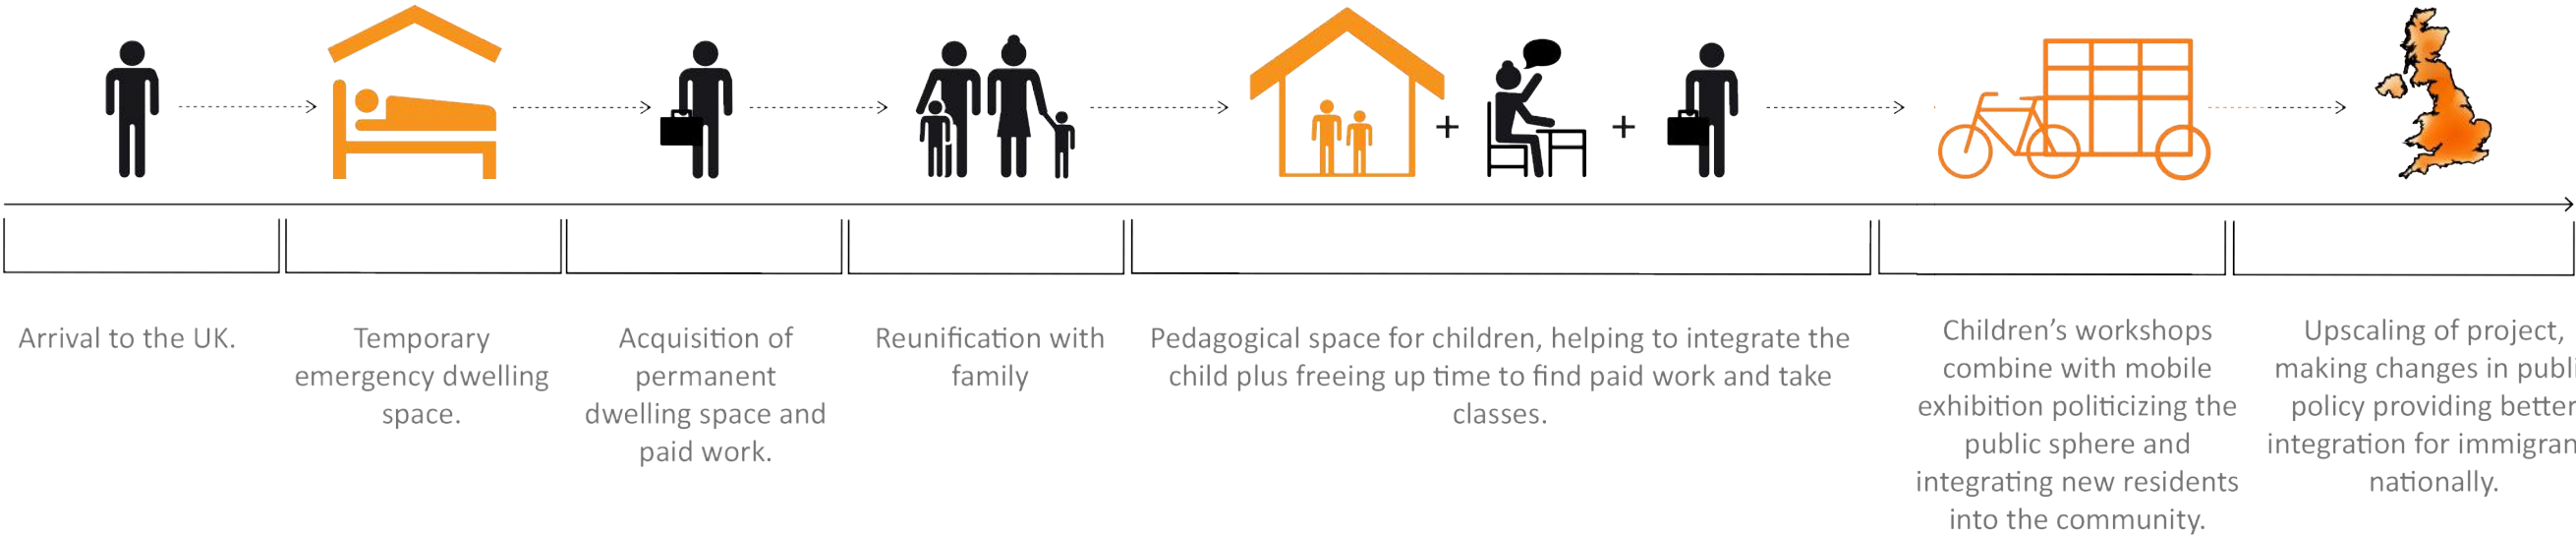 Arrival to the UK.
Temporary
emergency dwelling
space.
Acquisition of
permanent
dwelling space and
paid work.
Reunification with
family
Pedagogical space for children, helping to integrate the
child plus freeing up time to find paid work and take
classes.
Children’s workshops
combine with mobile
exhibition politicizing the
public sphere and
integrating new residents
into the community.
Upscaling of project,
making changes in publi
policy providing better
integration for immigran
nationally.